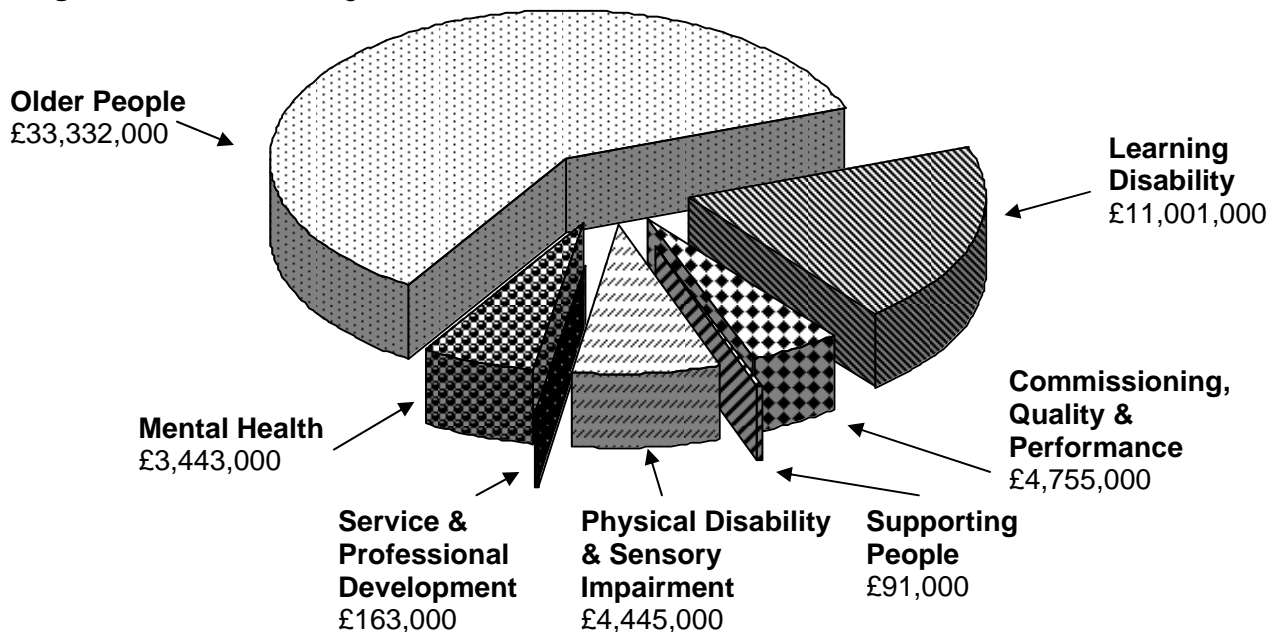 Older People
£33,332,000
Learning
Disability
£11,001,000
Commissioning,
Quality &
Performance
£4,755,000
Mental Health
£3,443,000
Service &
Professional
Development
£163,000
Physical Disability
& Sensory
Impairment
£4,445,000
Supporting
People
£91,000